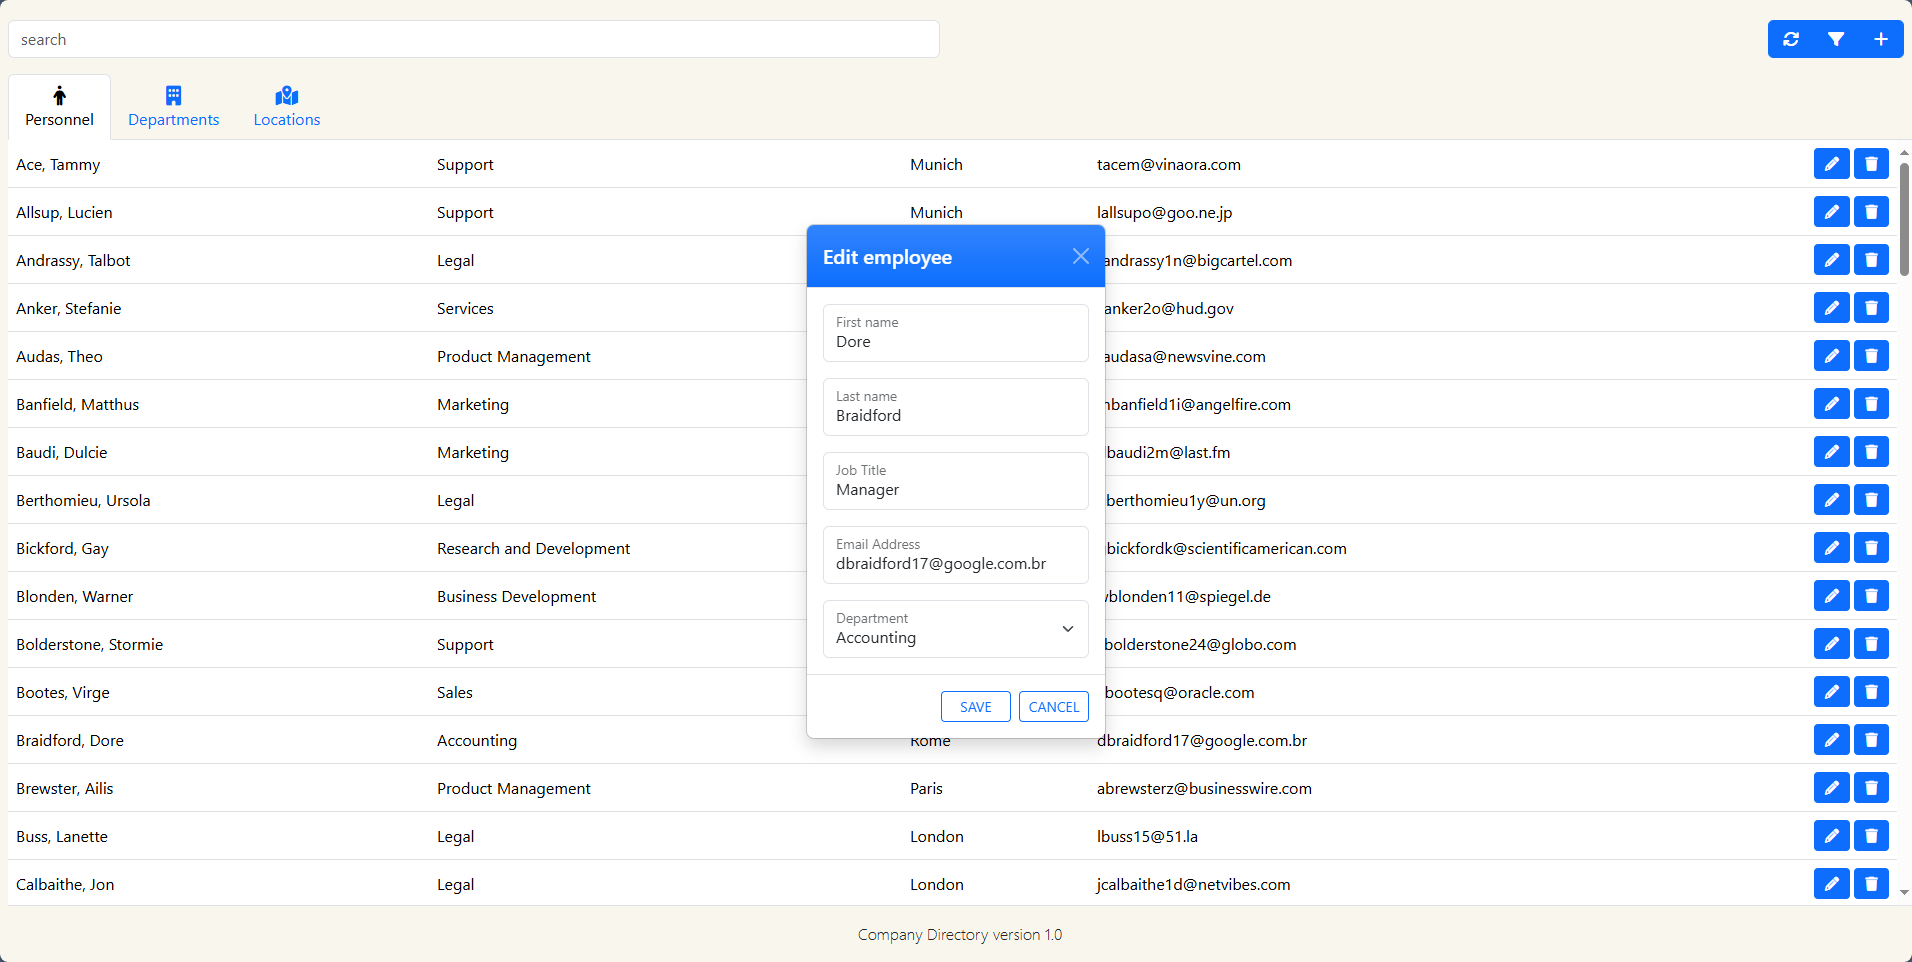 search
Personnel Departments Locations
Ace, Tammy Support Munich tacem@vinaora.com
Allsup, Lucien Support Munich lallsupo@goo.ne.jp
Edit employee
Andrassy, Talbot Legal andrassy1n@bigcartel.com
Anker, Stefanie Services anker2o@hud.gov
First name
Dore
Audas, Theo Product Management audasa@newsvine.com
Last name
Banfield, Matthus Marketing banfield1i@angelfire.com
Braidford
Baudi, Dulcie Marketing baudi2m@last.fm
Job Title
Manager
Berthomieu, Ursola Legal berthomieu1y@un.org
Email Address
Bickford, Gay Research and Development bickfordk@scientificamerican.com
dbraidford17@google.com.br
Blonden, Warner Business Development blonden11@spiegel.de
Department
Accounting
Bolderstone, Stormie Support bolderstone24@globo.com
Bootes, Virge Sales bootesq@oracle.com
SAVE CANCEL
Braidford, Dore Accounting Rome dbraidford17@google.com.br
Brewster, Ailis Product Management Paris abrewsterz@businesswire.com
Buss, Lanette Legal London lbuss15@51.la
Calbaithe, Jon Legal London jcalbaithe1d@netvibes.com
Company Directory version 1.0